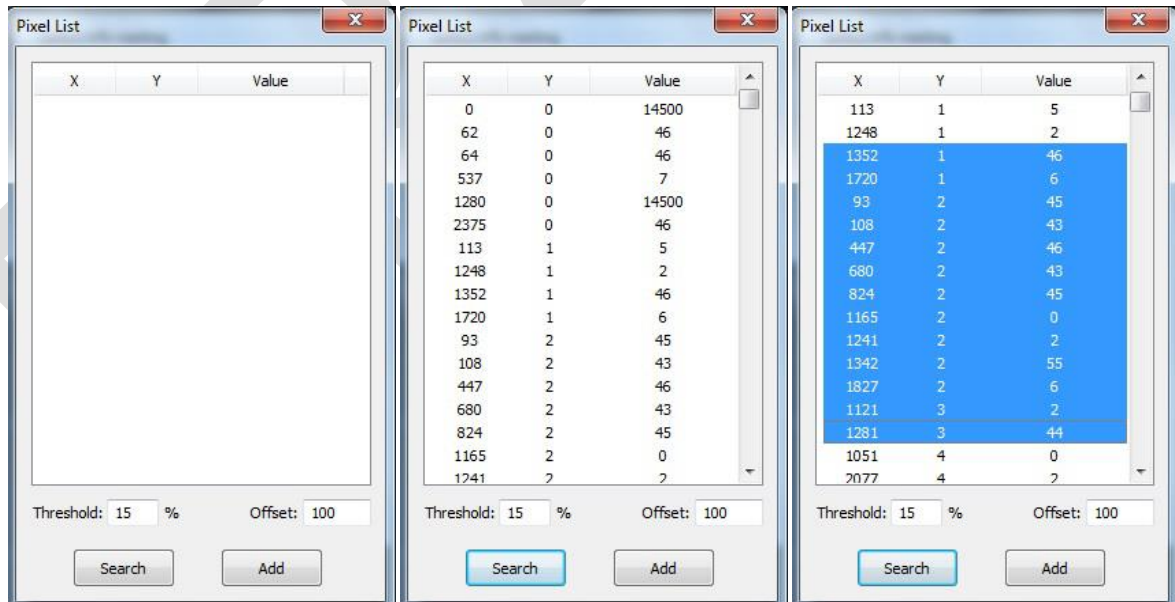 Pixel List
X Y Value
Threshold: 15 % Offset: 100
Search Add
Pixel List
X Y Value
0 0 14500
62 0 46
64 0 46
537 0 7
1280 0 14500
2375 0 46
113 1 5
1248 1 2
1352 1 46
1720 1 6
93 2 45
108 2 43
447 2 46
680 2 43
824 2 45
1165 2 0
1241 2 2
Threshold: 15 % Offset: 100
Search Add
Pixel List
X Y Value
113 1 5
1248 1 2
1352 1 46
1720 1 6
93 2 45
108 2 43
447 2 46
680 2 43
824 2 45
1165 2 0
1241 2 2
1342 2 55
1827 2 6
1121 3 2
1281 3 44
1051 4 0
2077 4 2
Threshold: 15 % Offset: 100
Search Add